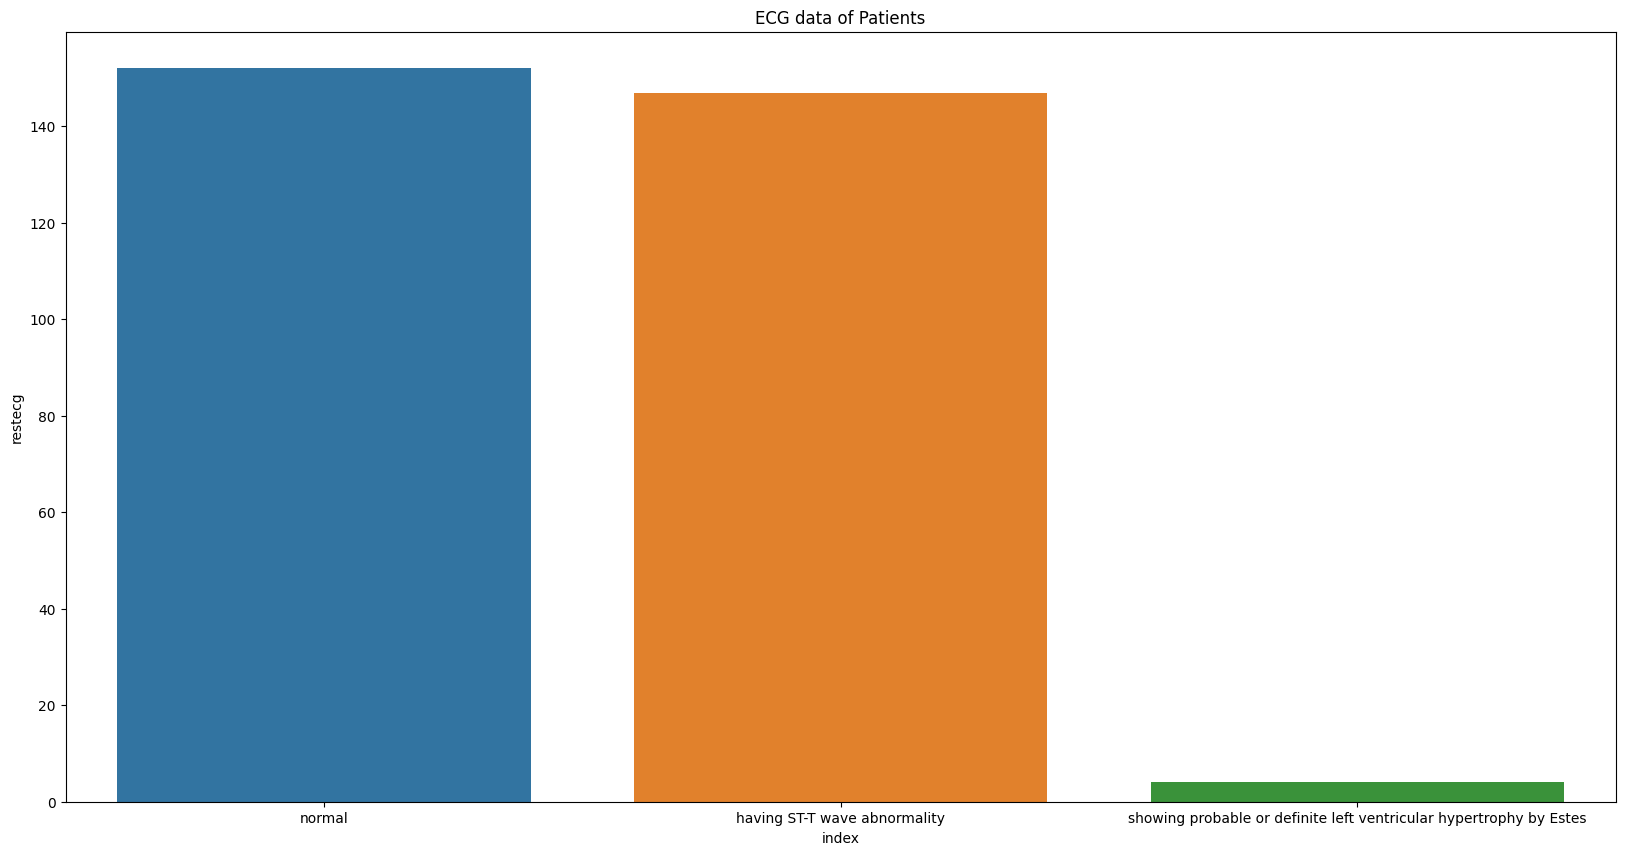 ECG data of Patients
restecg
140
120
100
80
60
40
20
0
normal
having ST-T wave abnormality
showing probable or definite left ventricular hypertrophy by Estes
index